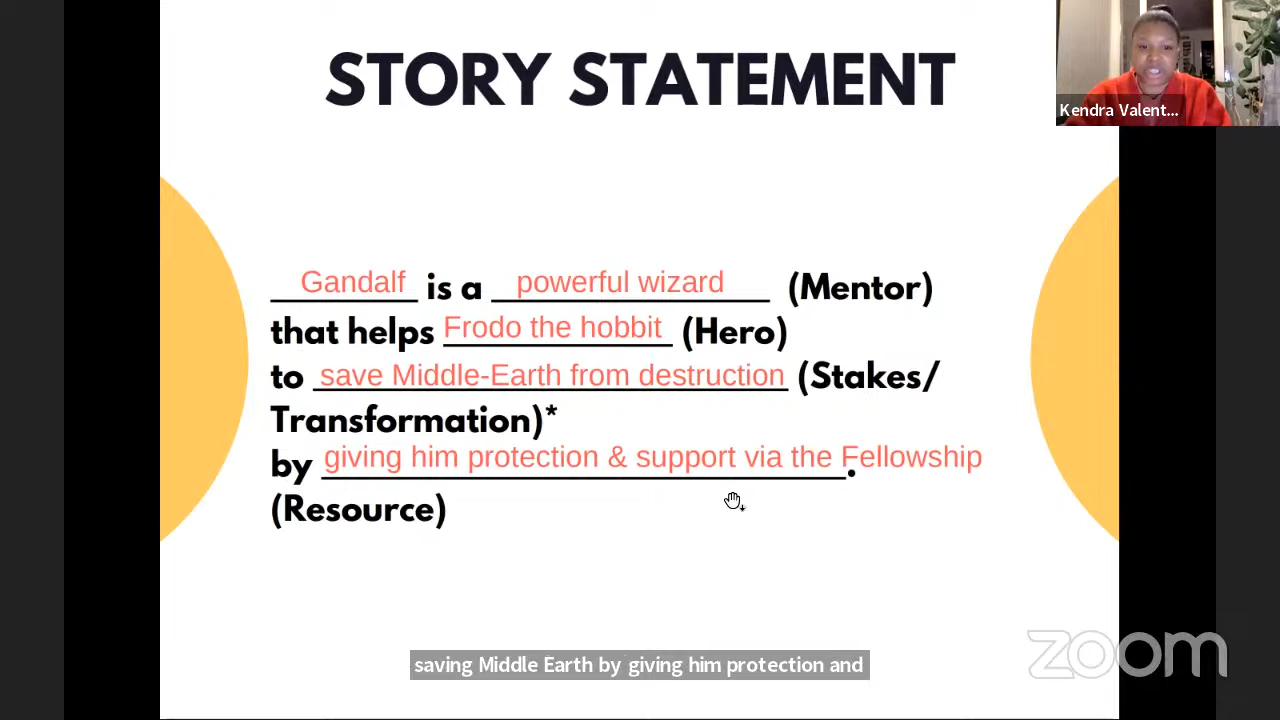 STORY STATEMENT
Kendra Valent...
Gandalf is a powerful wizard (Mentor)
that helps Frodo the hobbit (Hero)
to save Middle-Earth from destruction (Stakes/
Transformation)*
by giving him protection & support via the Fellowship.
(Resource)
saving Middle Earth by giving him protection and
zoom